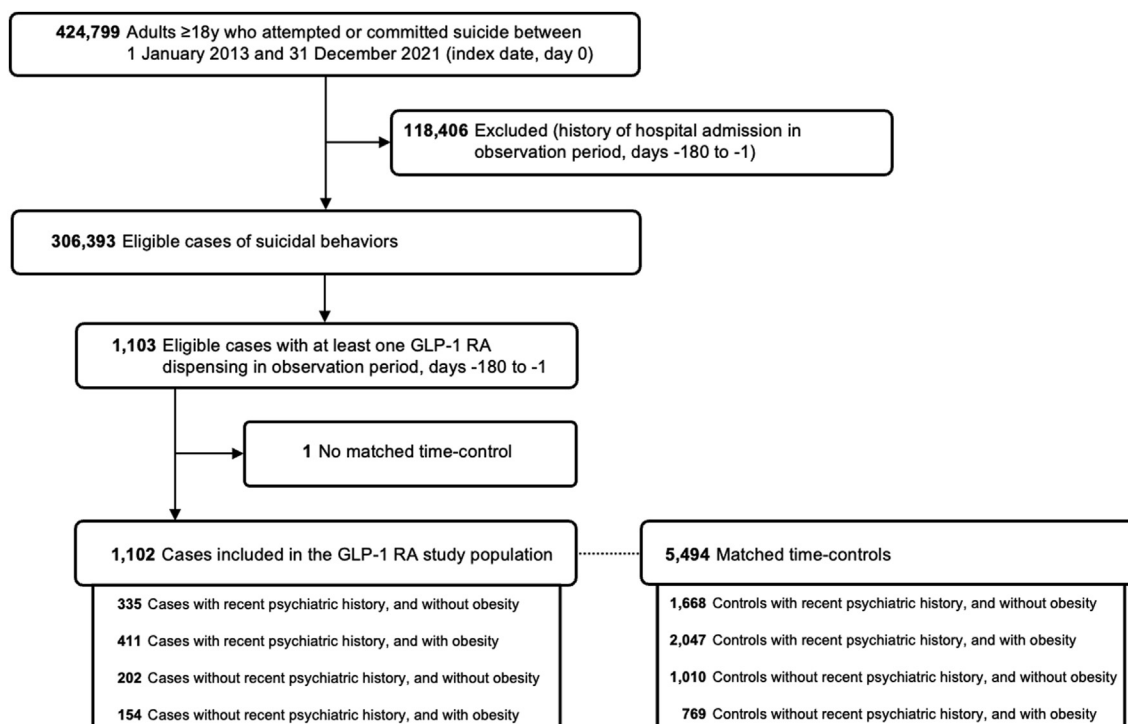 424,799 Adults ≥18y who attempted or committed suicide between
1 January 2013 and 31 December 2021 (index date, day 0)
118,406 Excluded (history of hospital admission in
observation period, days -180 to -1)
306,393 Eligible cases of suicidal behaviors
1,103 Eligible cases with at least one GLP-1 RA
dispensing in observation period, days -180 to -1
1 No matched time-control
1,102 Cases included in the GLP-1 RA study population
335 Cases with recent psychiatric history, and without obesity
411 Cases with recent psychiatric history, and with obesity
202 Cases without recent psychiatric history, and without obesity
154 Cases without recent psychiatric history, and with obesity
5,494 Matched time-controls
1,668 Controls with recent psychiatric history, and without obesity
2,047 Controls with recent psychiatric history, and with obesity
1,010 Controls without recent psychiatric history, and without obesity
769 Controls without recent psychiatric history, and with obesity